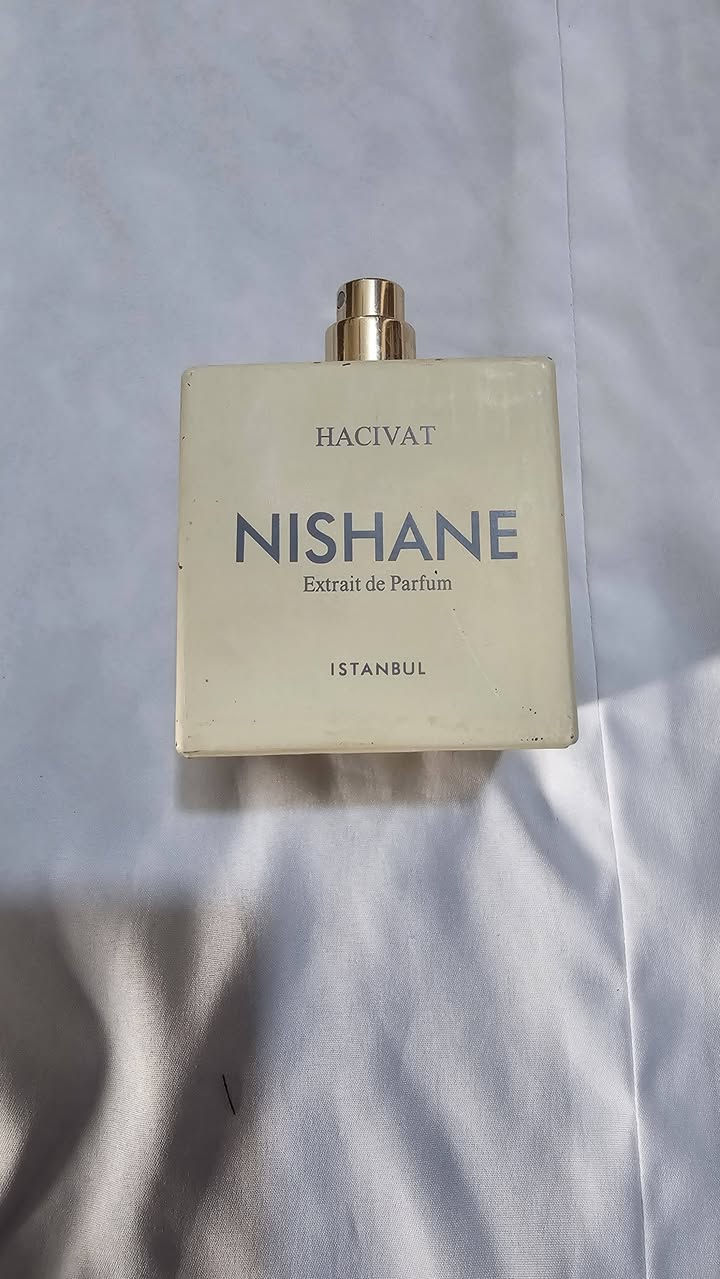 HACIVAT
NISHANE
Extrait de Parfum
ISTANBUL